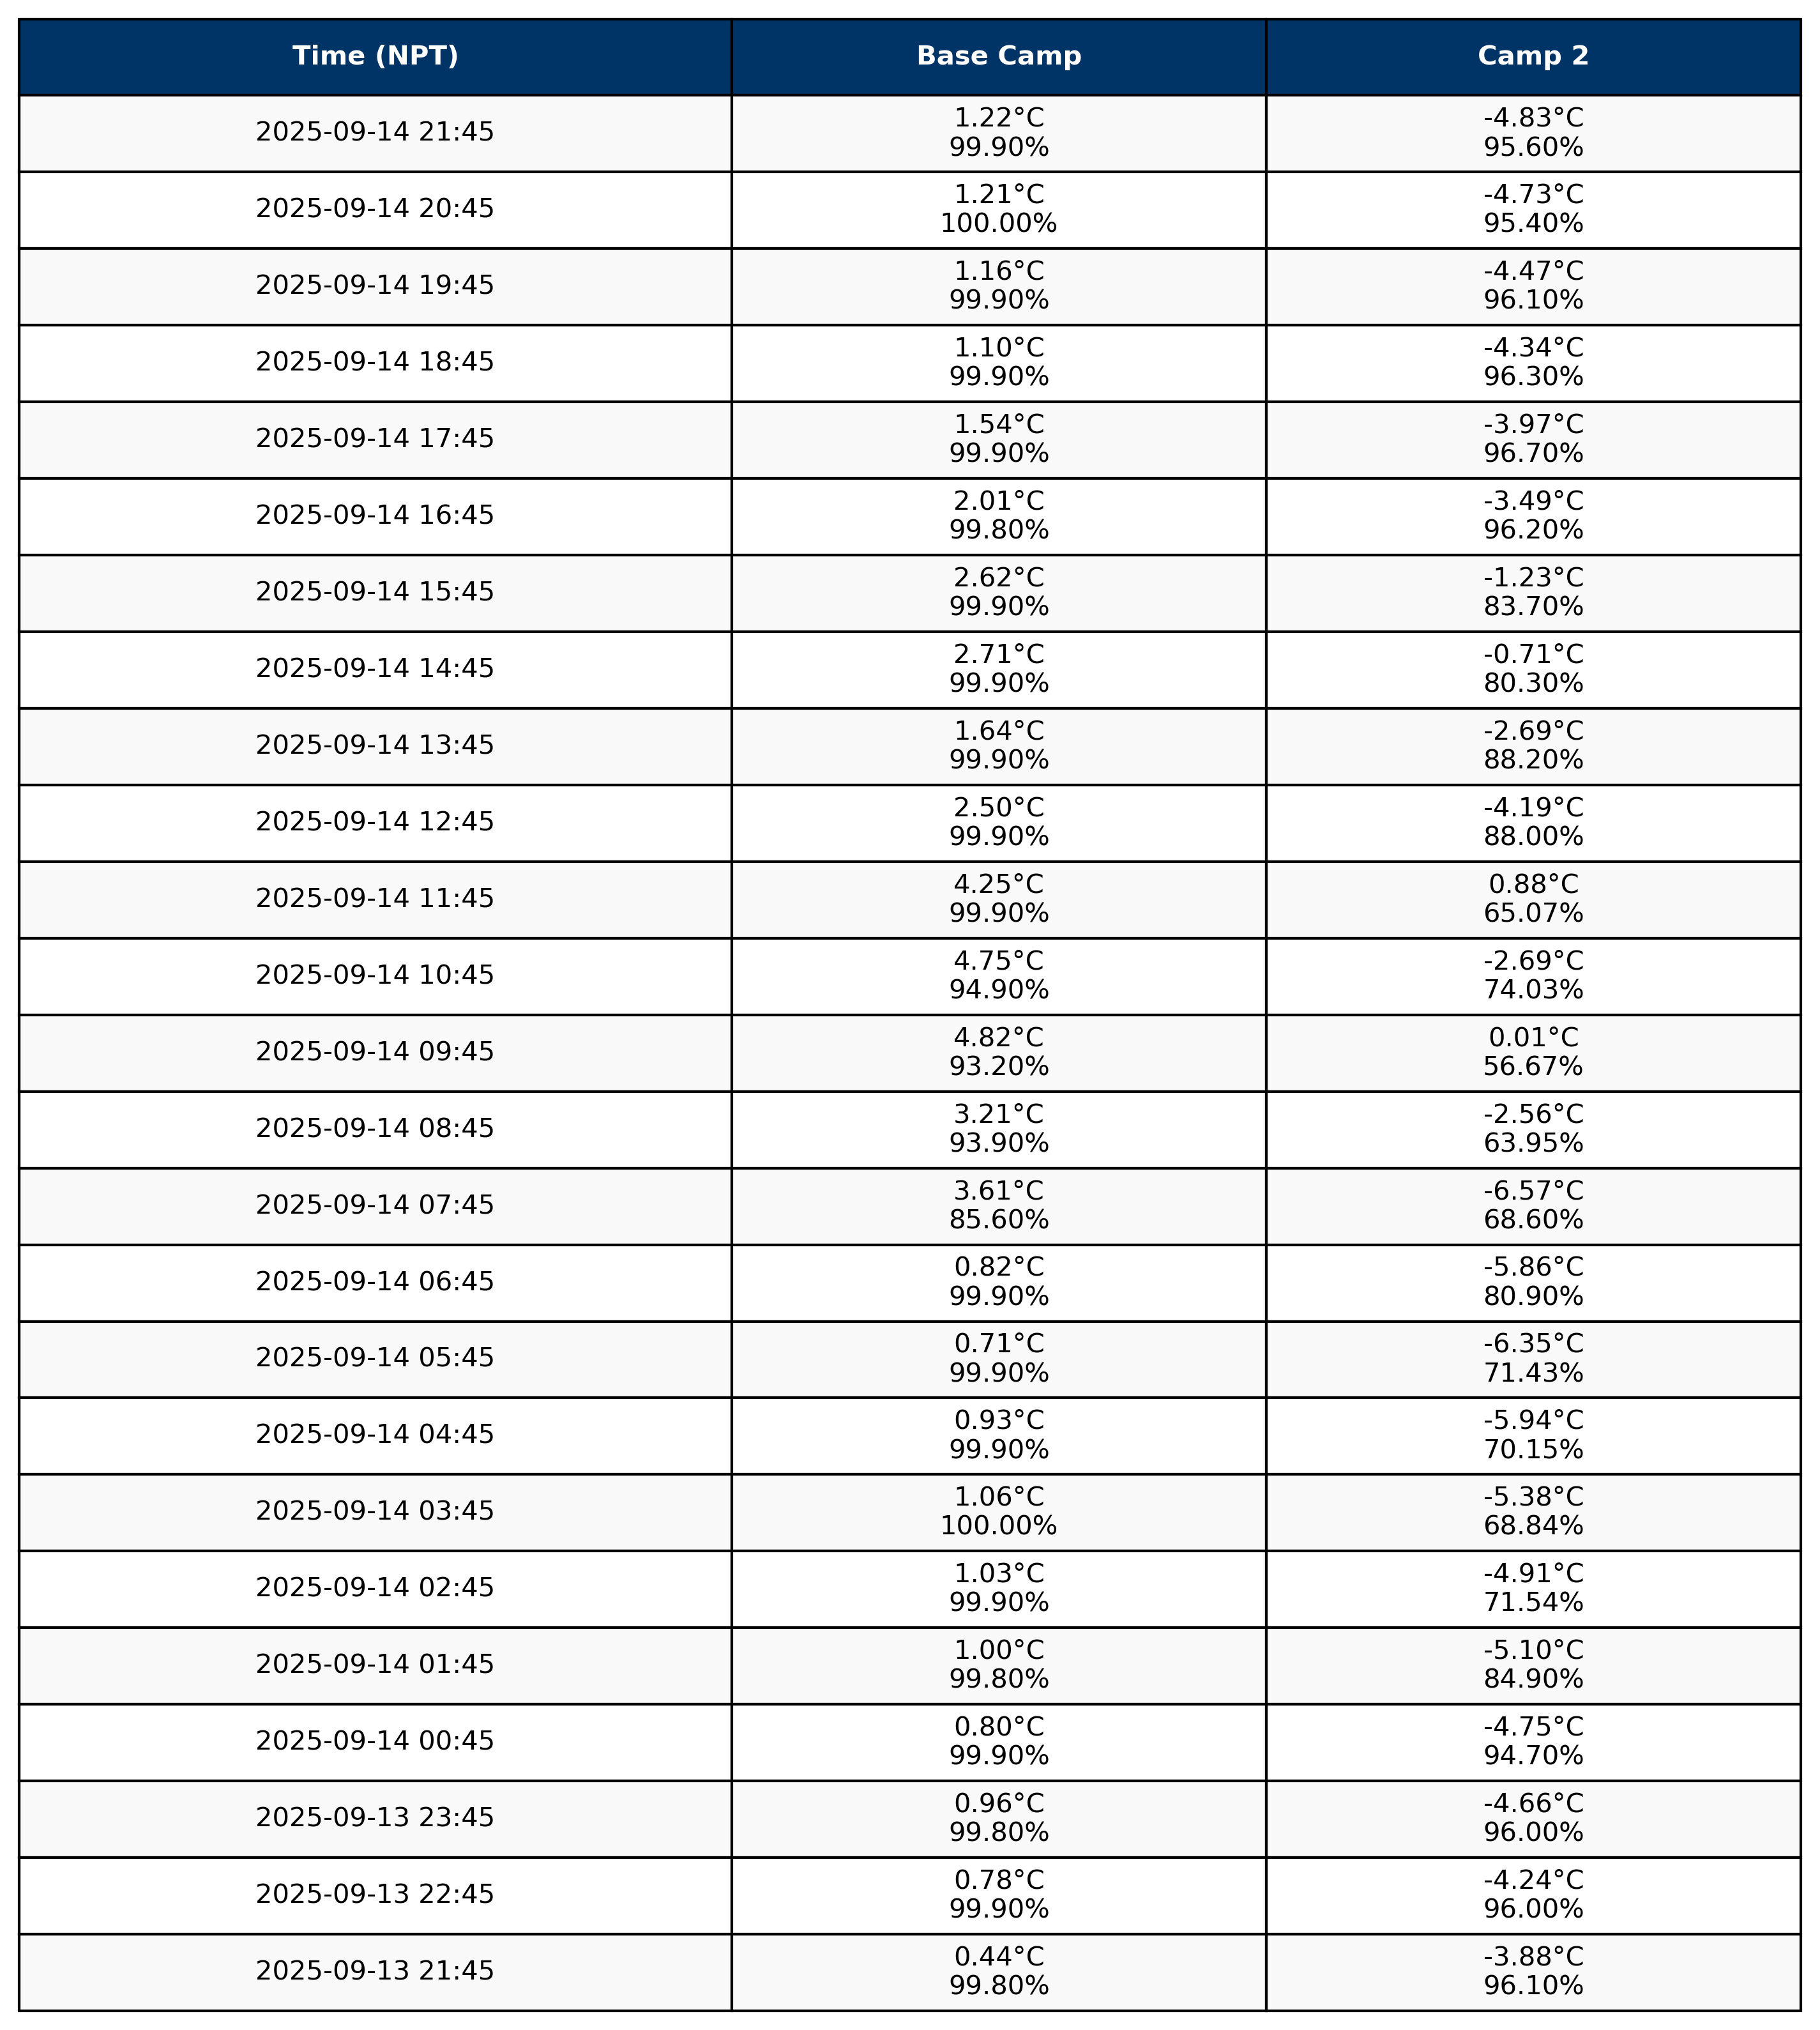 Time (NPT) Base Camp Camp 2
2025-09-14 21:45 1.22°C 99.90% -4.83°C 95.60%
2025-09-14 20:45 1.21°C 100.00% -4.73°C 95.40%
2025-09-14 19:45 1.16°C 99.90% -4.47°C 96.10%
2025-09-14 18:45 1.10°C 99.90% -4.34°C 96.30%
2025-09-14 17:45 1.54°C 99.90% -3.97°C 96.70%
2025-09-14 16:45 2.01°C 99.80% -3.49°C 96.20%
2025-09-14 15:45 2.62°C 99.90% -1.23°C 83.70%
2025-09-14 14:45 2.71°C 99.90% -0.71°C 80.30%
2025-09-14 13:45 1.64°C 99.90% -2.69°C 88.20%
2025-09-14 12:45 2.50°C 99.90% -4.19°C 88.00%
2025-09-14 11:45 4.25°C 99.90% 0.88°C 65.07%
2025-09-14 10:45 4.75°C 94.90% -2.69°C 74.03%
2025-09-14 09:45 4.82°C 93.20% 0.01°C 56.67%
2025-09-14 08:45 3.21°C 93.90% -2.56°C 63.95%
2025-09-14 07:45 3.61°C 85.60% -6.57°C 68.60%
2025-09-14 06:45 0.82°C 99.90% -5.86°C 80.90%
2025-09-14 05:45 0.71°C 99.90% -6.35°C 71.43%
2025-09-14 04:45 0.93°C 99.90% -5.94°C 70.15%
2025-09-14 03:45 1.06°C 100.00% -5.38°C 68.84%
2025-09-14 02:45 1.03°C 99.90% -4.91°C 71.54%
2025-09-14 01:45 1.00°C 99.80% -5.10°C 84.90%
2025-09-14 00:45 0.80°C 99.90% -4.75°C 94.70%
2025-09-13 23:45 0.96°C 99.80% -4.66°C 96.00%
2025-09-13 22:45 0.78°C 99.90% -4.24°C 96.00%
2025-09-13 21:45 0.44°C 99.80% -3.88°C 96.10%